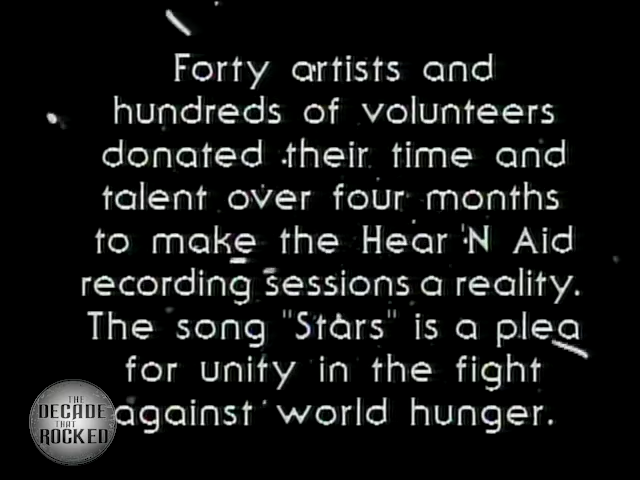 Forty artists and
hundreds of volunteers
donated their time and
talent over four months
to make the Hear 'N Aid
recording sessions a reality.
The song "Stars" is a plea
for unity in the fight
against world hunger.
THE
DECADE
THAT
ROCKED